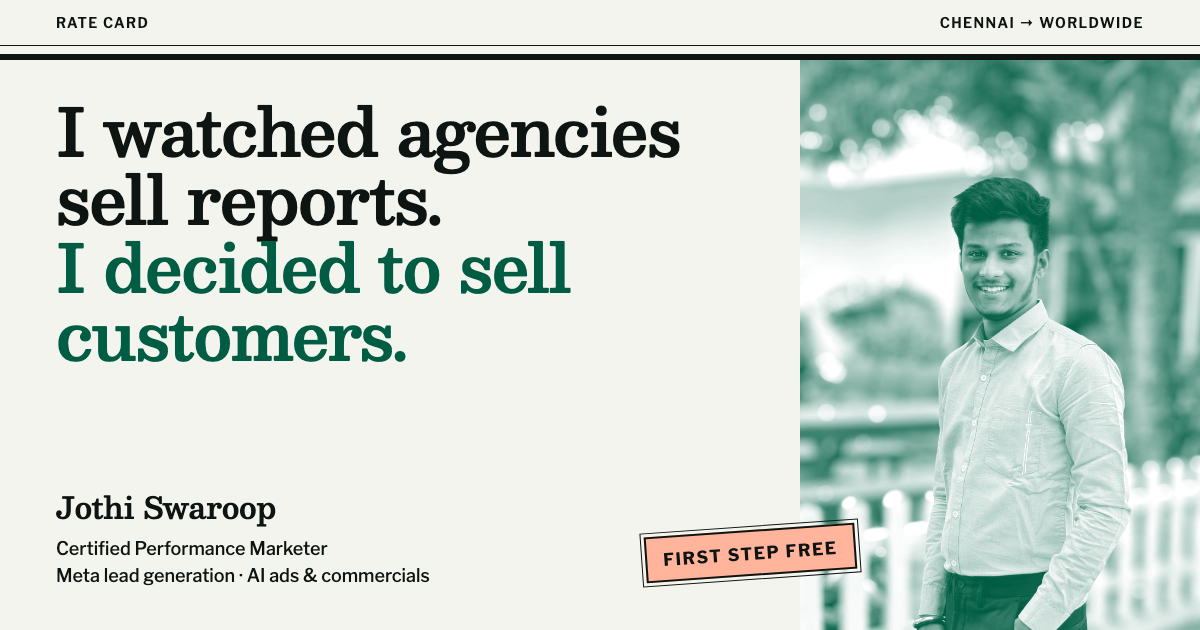 RATE CARD
CHENNAI → WORLDWIDE
I watched agencies
sell reports.
I decided to sell
customers.
Jothi Swaroop
Certified Performance Marketer
Meta lead generation · AI ads & commercials
FIRST STEP FREE